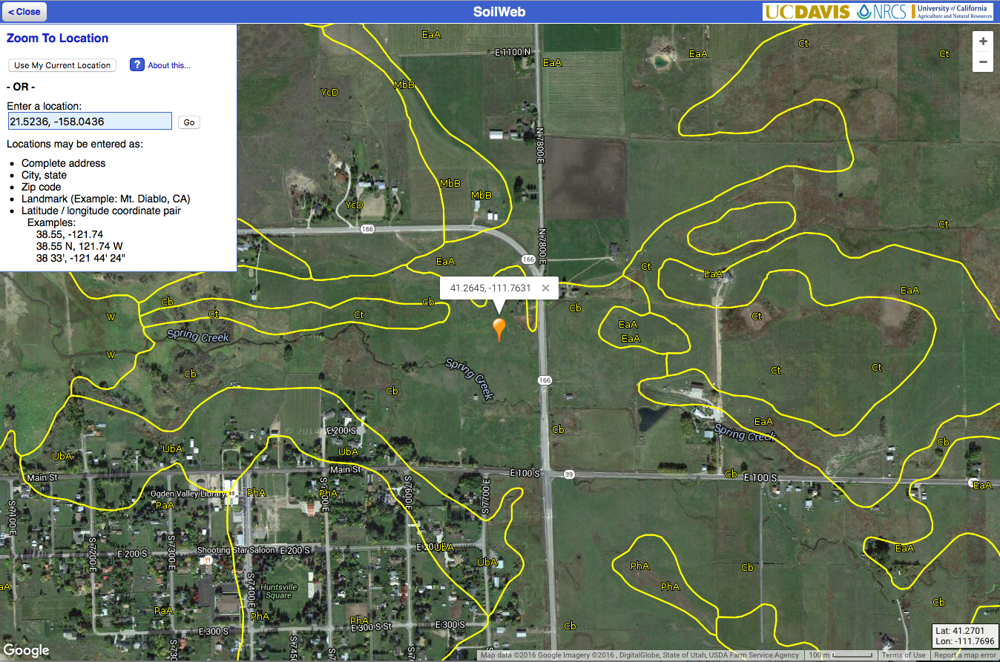 < Close
SoilWeb
UCDAVIS
NRCS
University of California
Agriculture and Natural Resources
Zoom To Location
Use My Current Location
? About this...
- OR -
Enter a location:
21.5236, -158.0436
Go
Locations may be entered as:
Complete address
City, state
Zip code
Landmark (Example: Mt. Diablo, CA)
Latitude / longitude coordinate pair
Examples:
38.55, -121.74
38.55 N, 121.74 W
38 33', -121 44' 24"
+
−
EaA
E 1100 N
EaA
EaA
Ct
Ct
YcD
MbB
N 7800 E
MbB
MbB
YcD
166
N 7800 E
Ct
EaA
166
Ct
EaA
EaA
41.2645, -111.7631 ×
Cb
Ct
Ct
Cb
Cb
W
Spring Creek
EaA
EaA
Ct
W
Cb
Spring Creek
Cb
166
Ct
Ct
E 200 S
Cb
EaA
Spring Creek
Cb
UbA
UbA
UbA
Main St
Main St
E 100 S
39
Cb
E 100 S
EaA
Ogden Valley Library
PhA
PhA
PaA
S 7100 E
S 7600 E
S 7700 E
S 7200 E
S 7300 E
E 200 S
Shooting Star Saloon
E 200 S
UbA
UbA
PhA
Cb
EaA
S 7400 E
Huntsville
Square
PhA
Cb
PaA
PhA
PhA
E 300 S
E 300 S St
E 300 S
Cb
Lat: 41.2701
Lon: -111.7696
Google
Map data ©2016 Google Imagery ©2016 , DigitalGlobe, State of Utah, USDA Farm Service Agency
100 m
Terms of Use
Report a map error